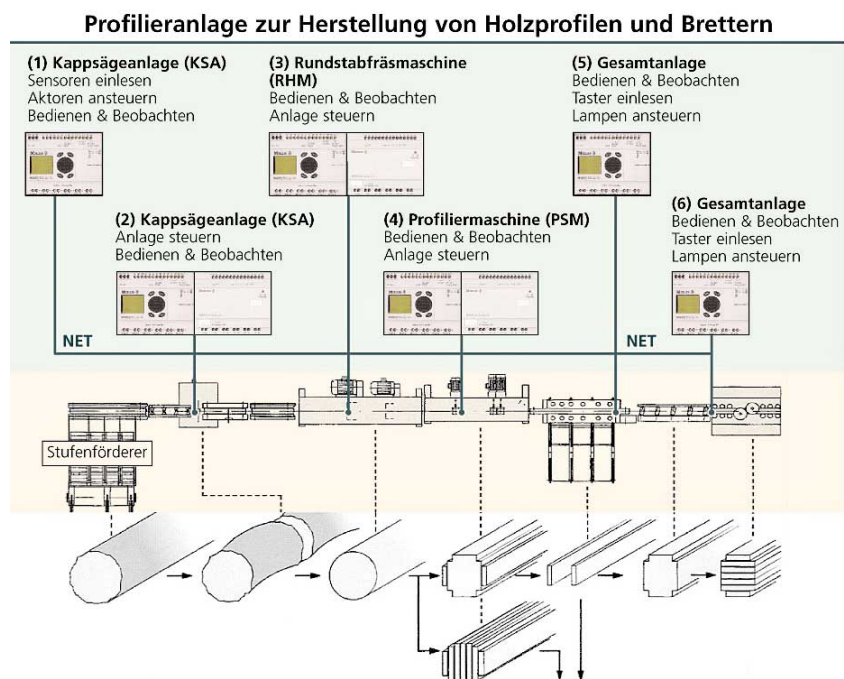 Profilieranlage zur Herstellung von Holzprofilen und Brettern
(1) Kappsägeanlage (KSA)
Sensoren einlesen
Aktoren ansteuern
Bedienen & Beobachten
(3) Rundstabfräsmaschine
(RHM)
Bedienen & Beobachten
Anlage steuern
(5) Gesamtanlage
Bedienen & Beobachten
Taster einlesen
Lampen ansteuern
(2) Kappsägeanlage (KSA)
Anlage steuern
Bedienen & Beobachten
(4) Profiliermaschine (PSM)
Bedienen & Beobachten
Anlage steuern
(6) Gesamtanlage
Bedienen & Beobachten
Taster einlesen
Lampen ansteuern
NET
NET
Stufenförderer